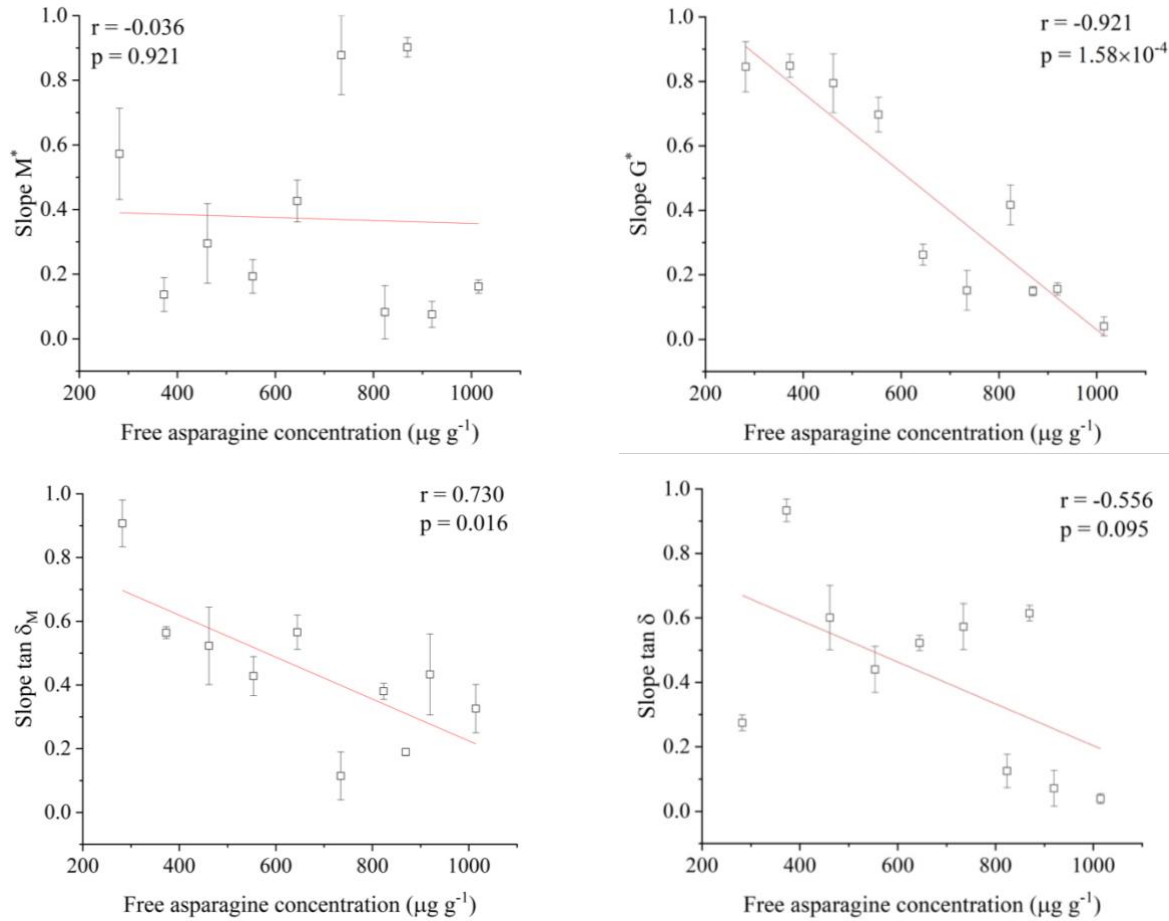 r = -0.036
p = 0.921
1.0
0.8
0.6
0.4
0.2
0.0
Slope M*
200 400 600 800 1000
Free asparagine concentration (μg g⁻¹)
r = -0.921
p = 1.58×10⁻⁴
1.0
0.8
0.6
0.4
0.2
0.0
Slope G*
200 400 600 800 1000
Free asparagine concentration (μg g⁻¹)
r = 0.730
p = 0.016
1.0
0.8
0.6
0.4
0.2
0.0
Slope tan δM
200 400 600 800 1000
Free asparagine concentration (μg g⁻¹)
r = -0.556
p = 0.095
1.0
0.8
0.6
0.4
0.2
0.0
Slope tan δ
200 400 600 800 1000
Free asparagine concentration (μg g⁻¹)